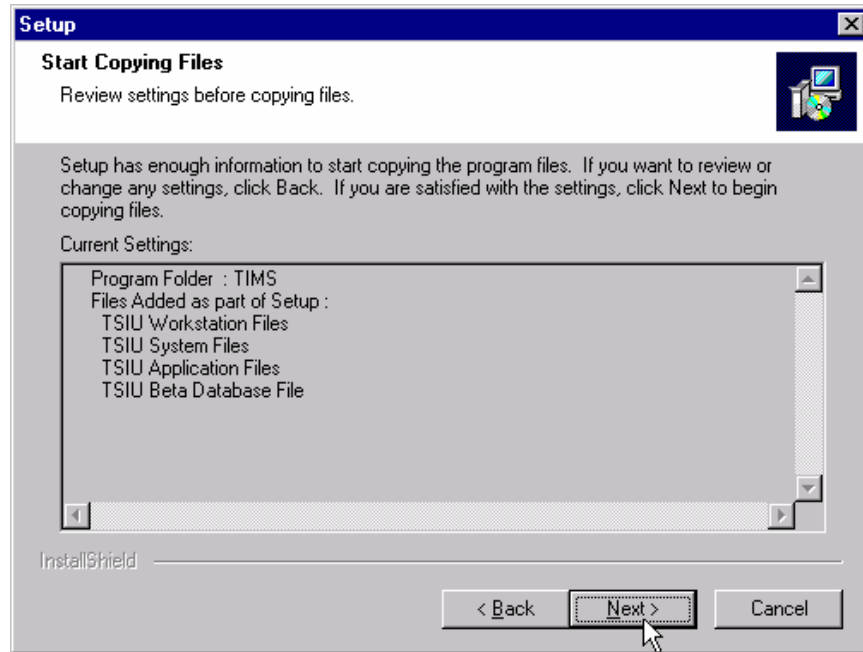 Setup
Start Copying Files
Review settings before copying files.
Setup has enough information to start copying the program files.  If you want to review or
change any settings, click Back.  If you are satisfied with the settings, click Next to begin
copying files.
Current Settings:
Program Folder  : TIMS
Files Added as part of Setup :
TSIU Workstation Files
TSIU System Files
TSIU Application Files
TSIU Beta Database File
InstallShield
< Back
Next >
Cancel